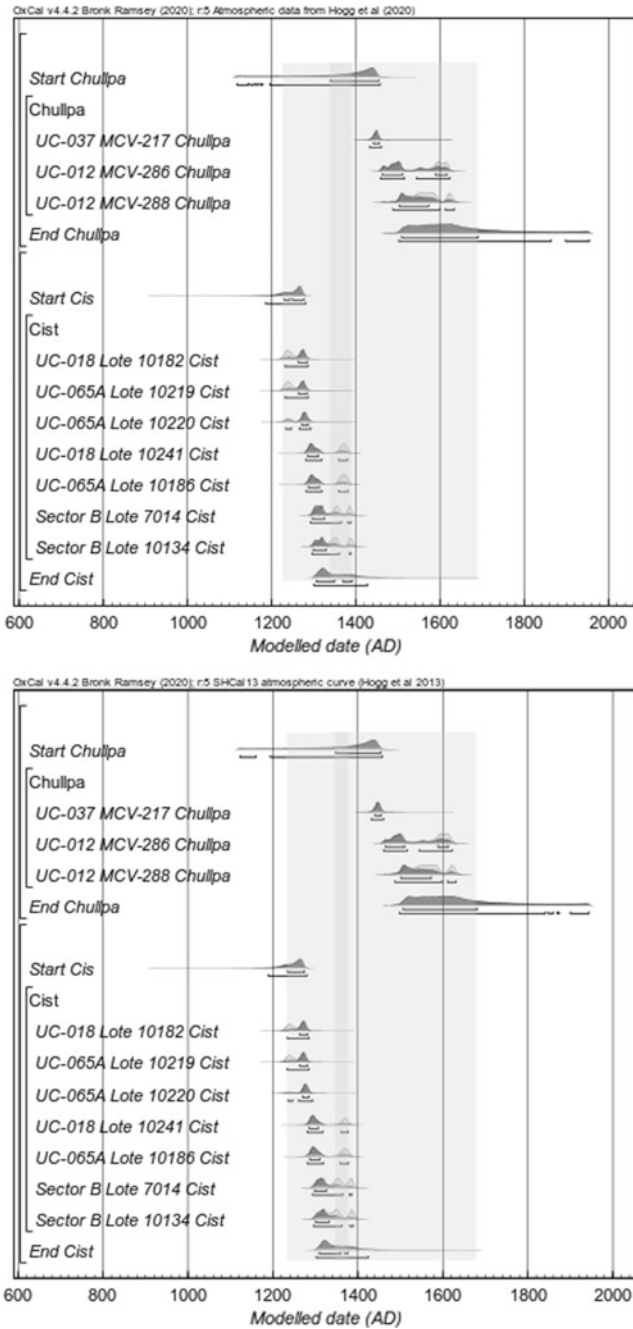 OxCal v4.4.2 Bronk Ramsey (2020); r:5 Atmospheric data from Hogg et al (2020)
Start Chullpa
Chullpa
UC-037 MCV-217 Chullpa
UC-012 MCV-286 Chullpa
UC-012 MCV-288 Chullpa
End Chullpa
Start Cis
Cist
UC-018 Lote 10182 Cist
UC-065A Lote 10219 Cist
UC-065A Lote 10220 Cist
UC-018 Lote 10241 Cist
UC-065A Lote 10186 Cist
Sector B Lote 7014 Cist
Sector B Lote 10134 Cist
End Cist
600 800 1000 1200 1400 1600 1800 2000
Modelled date (AD)
OxCal v4.4.2 Bronk Ramsey (2020); r:5 SHCal13 atmospheric curve (Hogg et al 2013)
Start Chullpa
Chullpa
UC-037 MCV-217 Chullpa
UC-012 MCV-286 Chullpa
UC-012 MCV-288 Chullpa
End Chullpa
Start Cis
Cist
UC-018 Lote 10182 Cist
UC-065A Lote 10219 Cist
UC-065A Lote 10220 Cist
UC-018 Lote 10241 Cist
UC-065A Lote 10186 Cist
Sector B Lote 7014 Cist
Sector B Lote 10134 Cist
End Cist
600 800 1000 1200 1400 1600 1800 2000
Modelled date (AD)